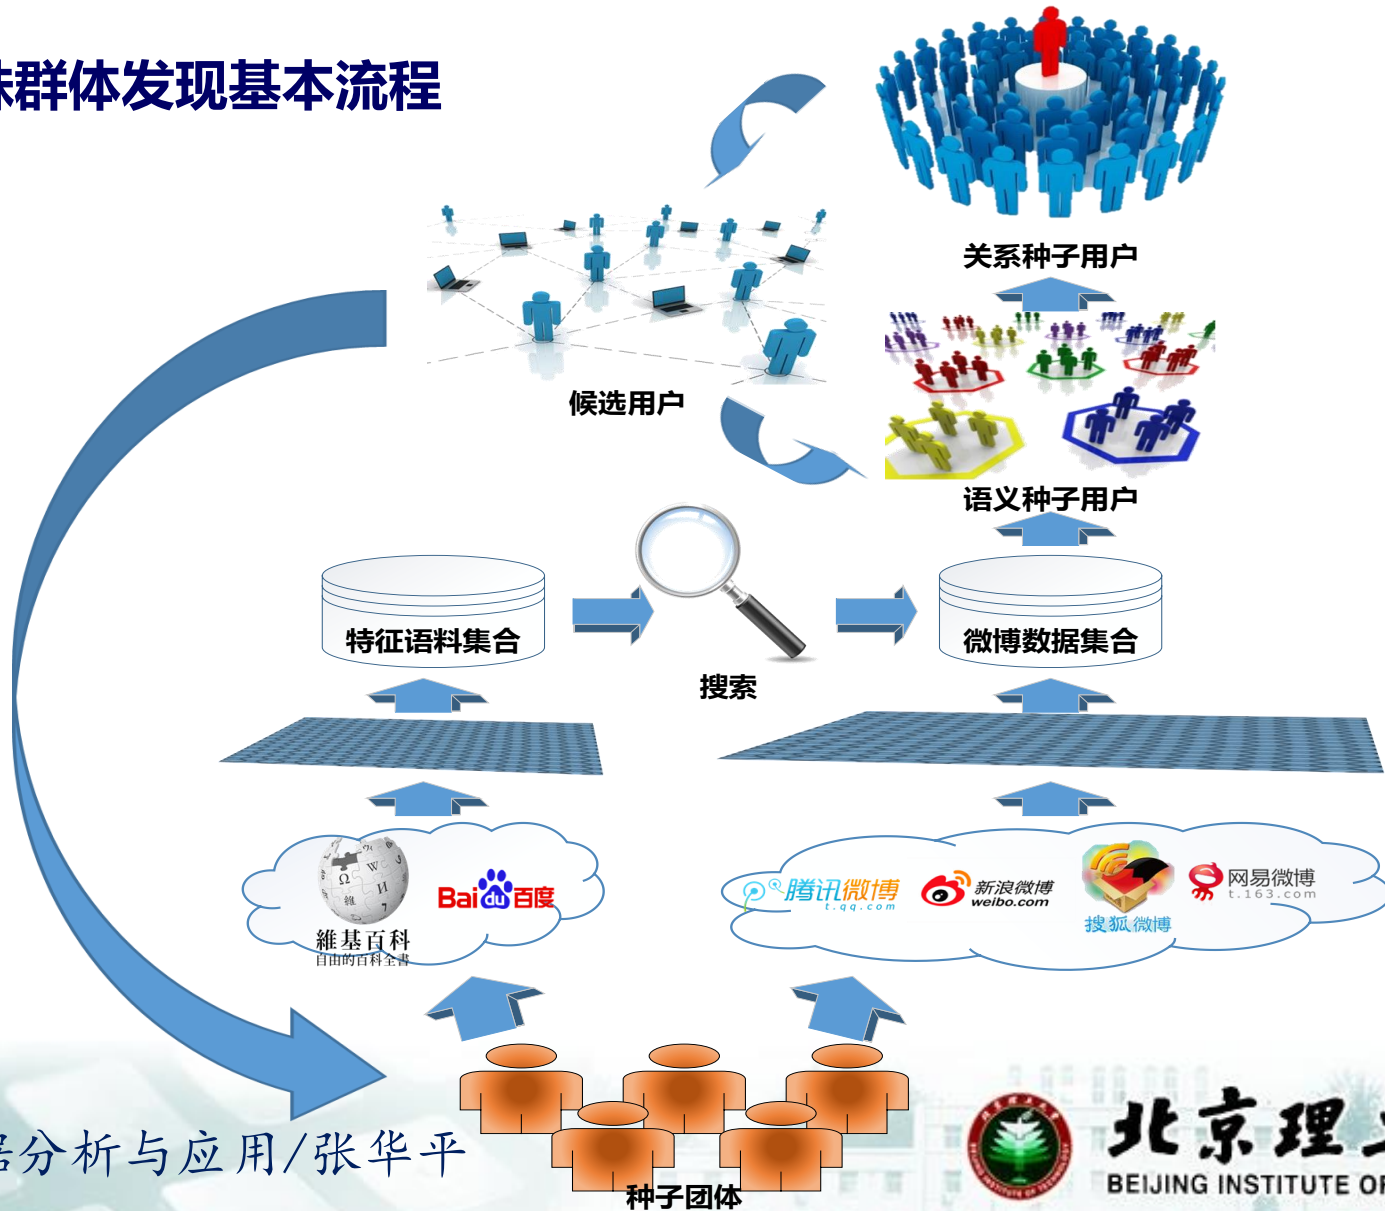 群体发现基本流程
关系种子用户
候选用户
语义种子用户
特征语料集合
搜索
微博数据集合
維基百科
自由的百科全書
Bai du 百度
腾讯微博
t.qq.com
新浪微博
weibo.com
搜狐微博
网易微博
t.163.com
种子团体
据分析与应用/张华平
北京理
BEIJING INSTITUTE OF